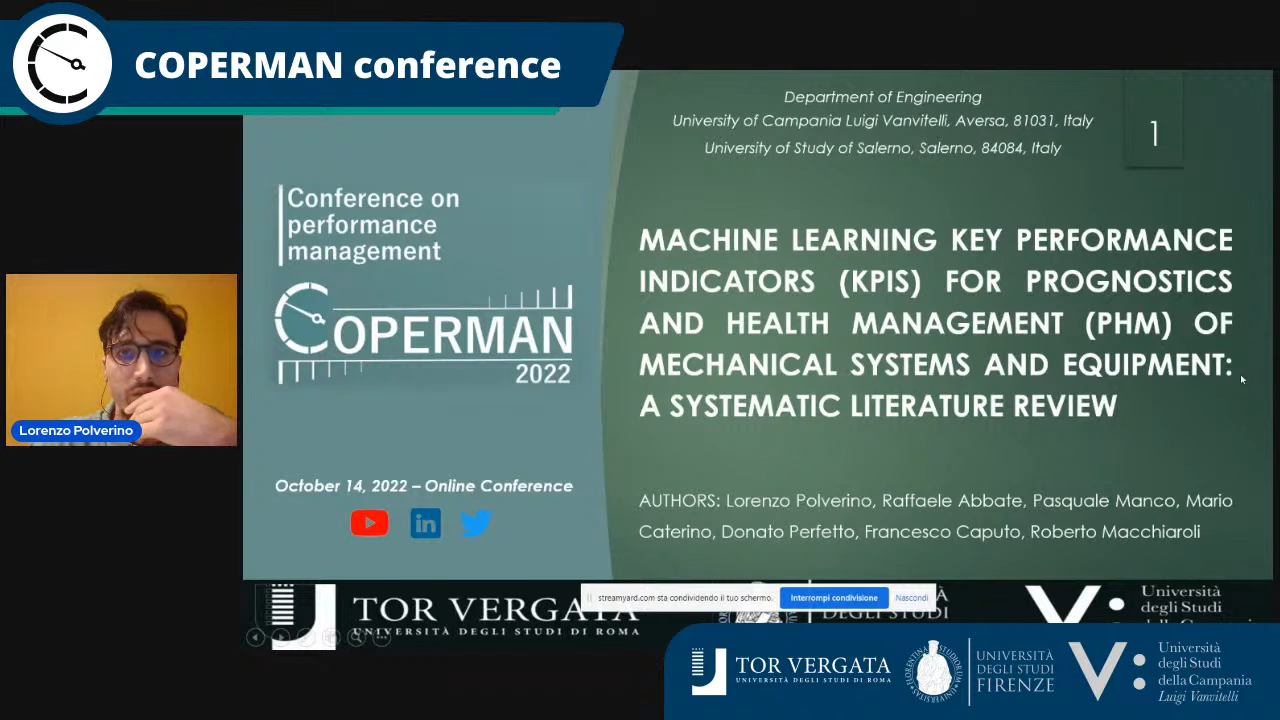 COPERMAN conference
Department of Engineering
University of Campania Luigi Vanvitelli, Aversa, 81031, Italy
University of Study of Salerno, Salerno, 84084, Italy
1
Conference on
performance
management
COPERMAN
2022
MACHINE LEARNING KEY PERFORMANCE
INDICATORS (KPIS) FOR PROGNOSTICS
AND HEALTH MANAGEMENT (PHM) OF
MECHANICAL SYSTEMS AND EQUIPMENT:
A SYSTEMATIC LITERATURE REVIEW
Lorenzo Polverino
October 14, 2022 – Online Conference
in
AUTHORS: Lorenzo Polverino, Raffaele Abbate, Pasquale Manco, Mario
Caterino, Donato Perfetto, Francesco Caputo, Roberto Macchiaroli
streamyard.com sta condividendo il tuo schermo.
Interrompi condivisione
Nascondi
TOR VERGATA
UNIVERSITÀ DEGLI STUDI DI ROMA
Università
degli Studi
TOR VERGATA
UNIVERSITÀ DEGLI STUDI DI ROMA
UNIVERSITÀ
DEGLI STUDI
FIRENZE
Università
degli Studi
della Campania
Luigi Vanvitelli